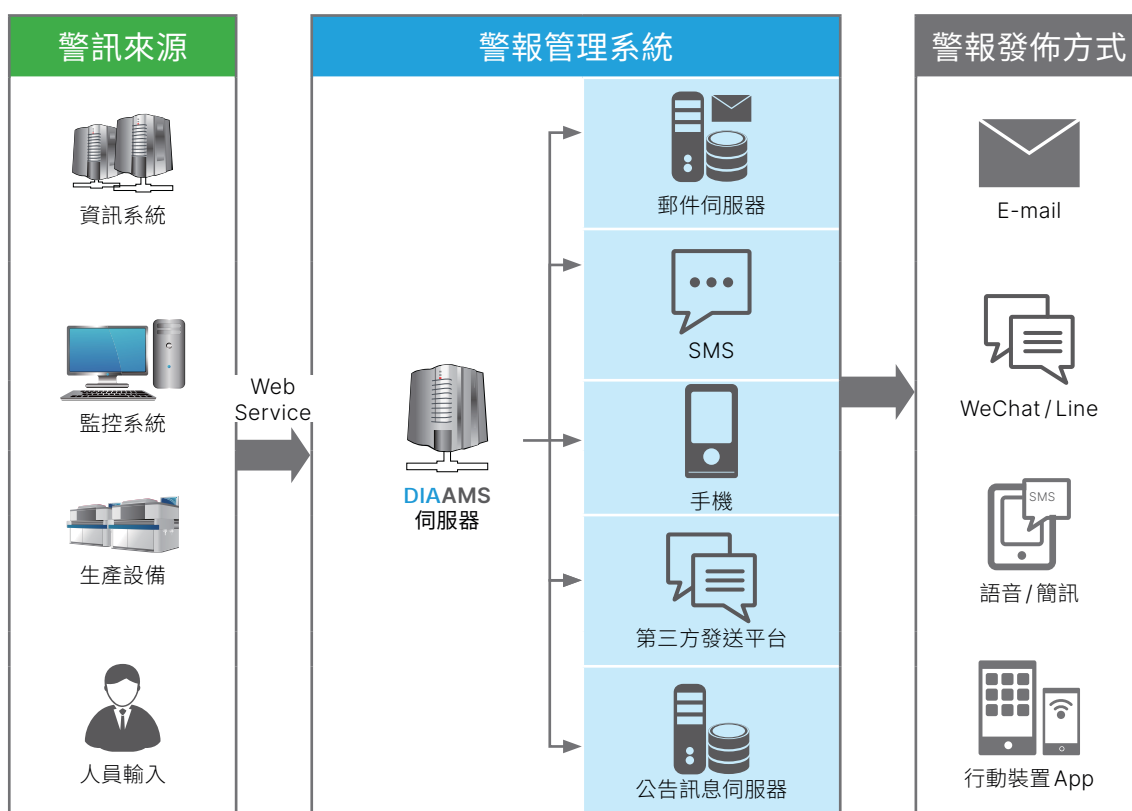 警訊來源
資訊系統
監控系統
生產設備
人員輸入
Web
Service
警報管理系統
DIAAMS
伺服器
郵件伺服器
SMS
手機
第三方發送平台
公告訊息伺服器
警報發佈方式
E-mail
WeChat / Line
SMS
語音 / 簡訊
行動裝置 App